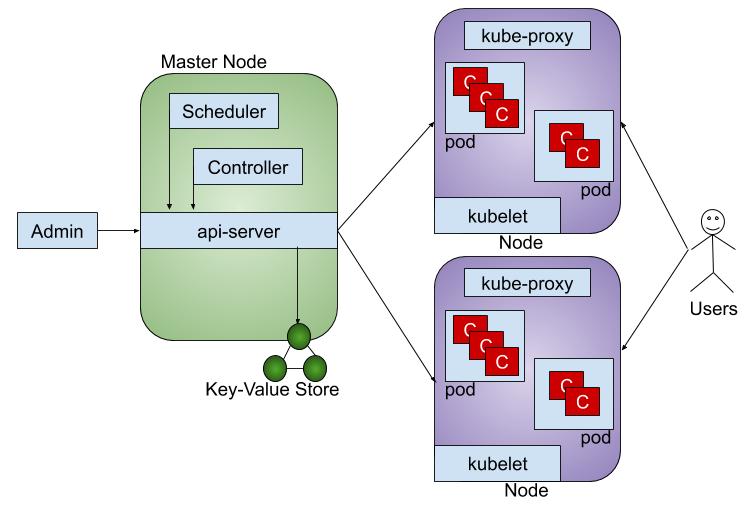 Master Node
Scheduler
Controller
Admin
api-server
Key-Value Store
kube-proxy
C
C
C
pod
C
C
pod
kubelet
Node
kube-proxy
C
C
C
pod
C
C
pod
kubelet
Node
Users